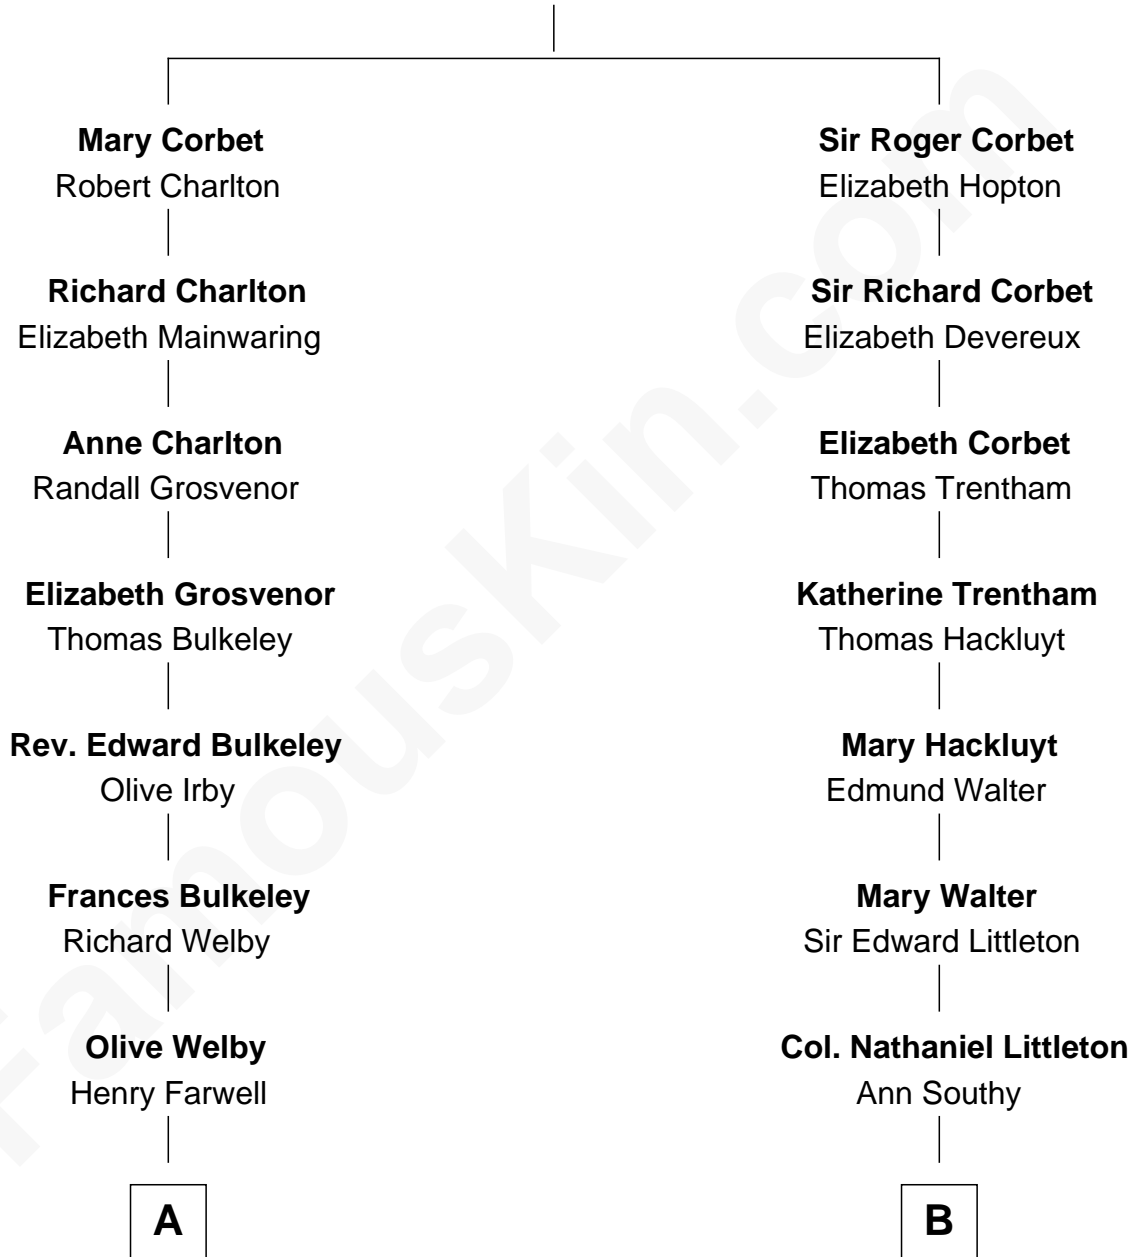 Mary Corbet
Robert Charlton
Sir Roger Corbet
Elizabeth Hopton
Richard Charlton
Elizabeth Mainwaring
Sir Richard Corbet
Elizabeth Devereux
Anne Charlton
Randall Grosvenor
Elizabeth Corbet
Thomas Trentham
Elizabeth Grosvenor
Thomas Bulkeley
Katherine Trentham
Thomas Hackluyt
Rev. Edward Bulkeley
Olive Irby
Mary Hackluyt
Edmund Walter
Frances Bulkeley
Richard Welby
Mary Walter
Sir Edward Littleton
Olive Welby
Henry Farwell
Col. Nathaniel Littleton
Ann Southy
A
B
FamousKin.com